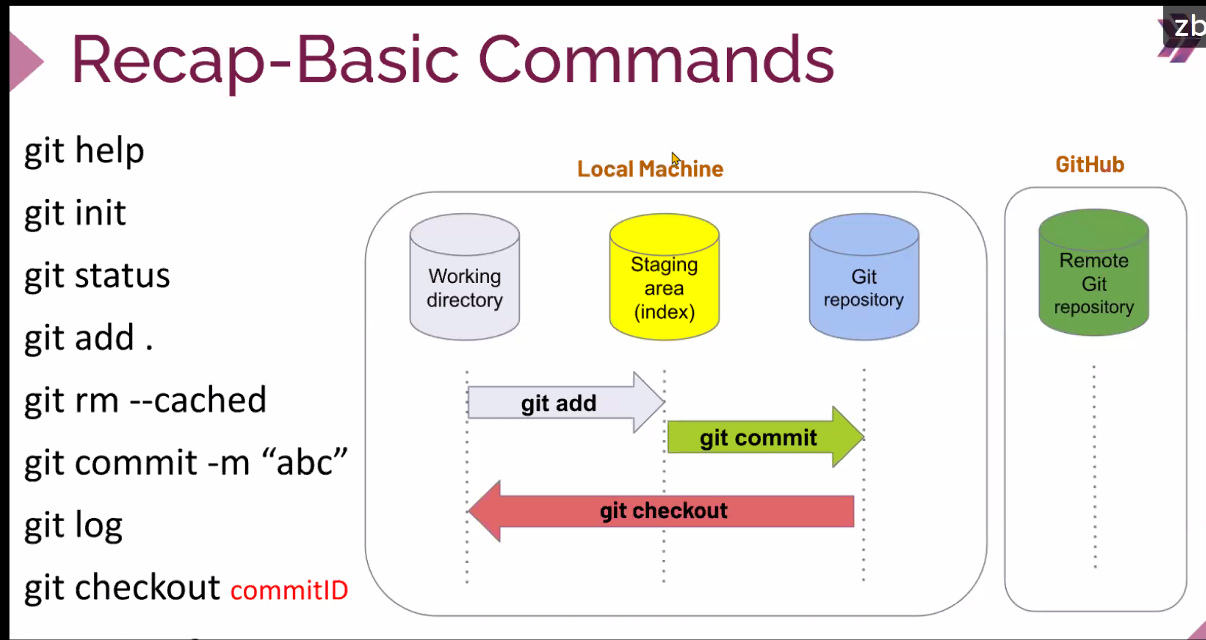 zb
Recap-Basic Commands
git help
git init
git status
git add .
git rm --cached
git commit -m “abc”
git log
git checkout commitID
Local Machine
GitHub
Working
directory
Staging
area
(index)
Git
repository
Remote
Git
repository
git add
git commit
git checkout